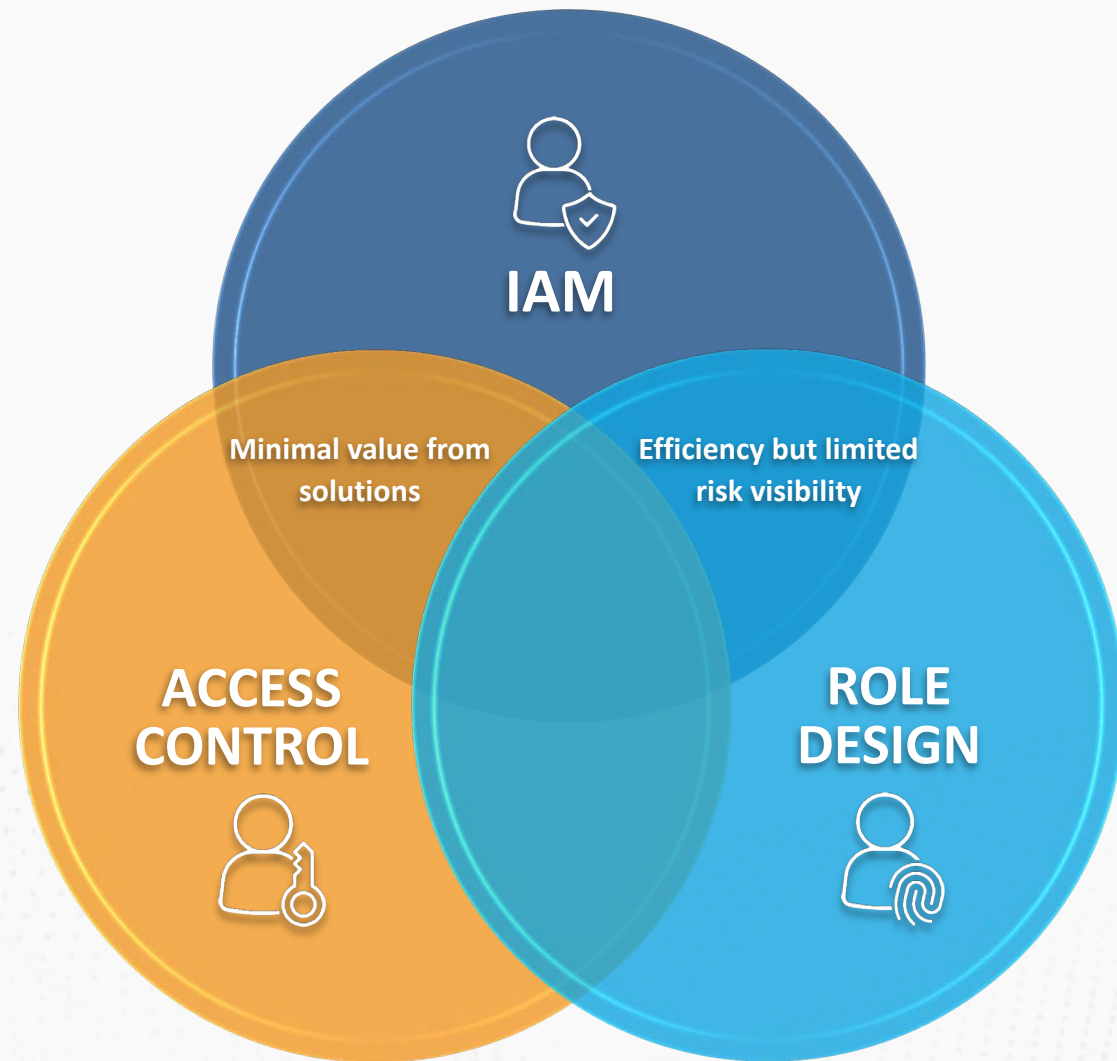 IAM
Minimal value from
solutions
Efficiency but limited
risk visibility
ACCESS
CONTROL
ROLE
DESIGN